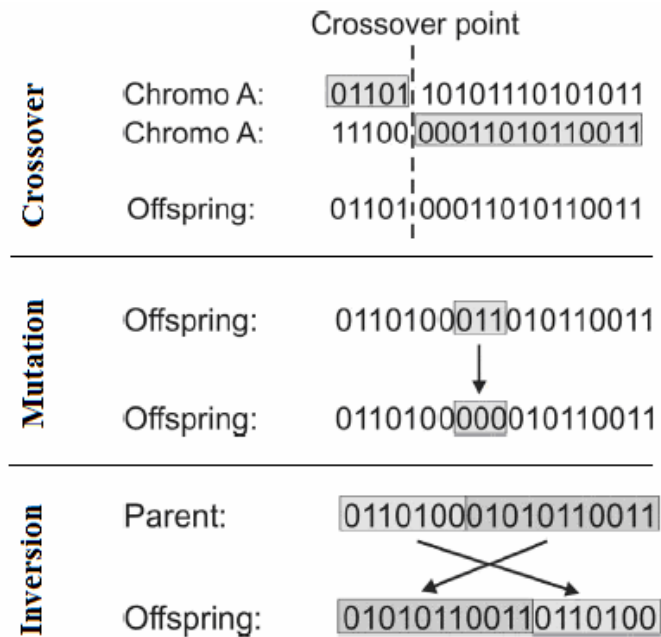 Crossover point
Crossover
Chromo A: 01101 10101110101011
Chromo A: 11100 00011010110011
Offspring: 01101 00011010110011
Mutation
Offspring: 0110100011010110011
Offspring: 0110100000010110011
Inversion
Parent: 011010001010110011
Offspring: 010101100110110100